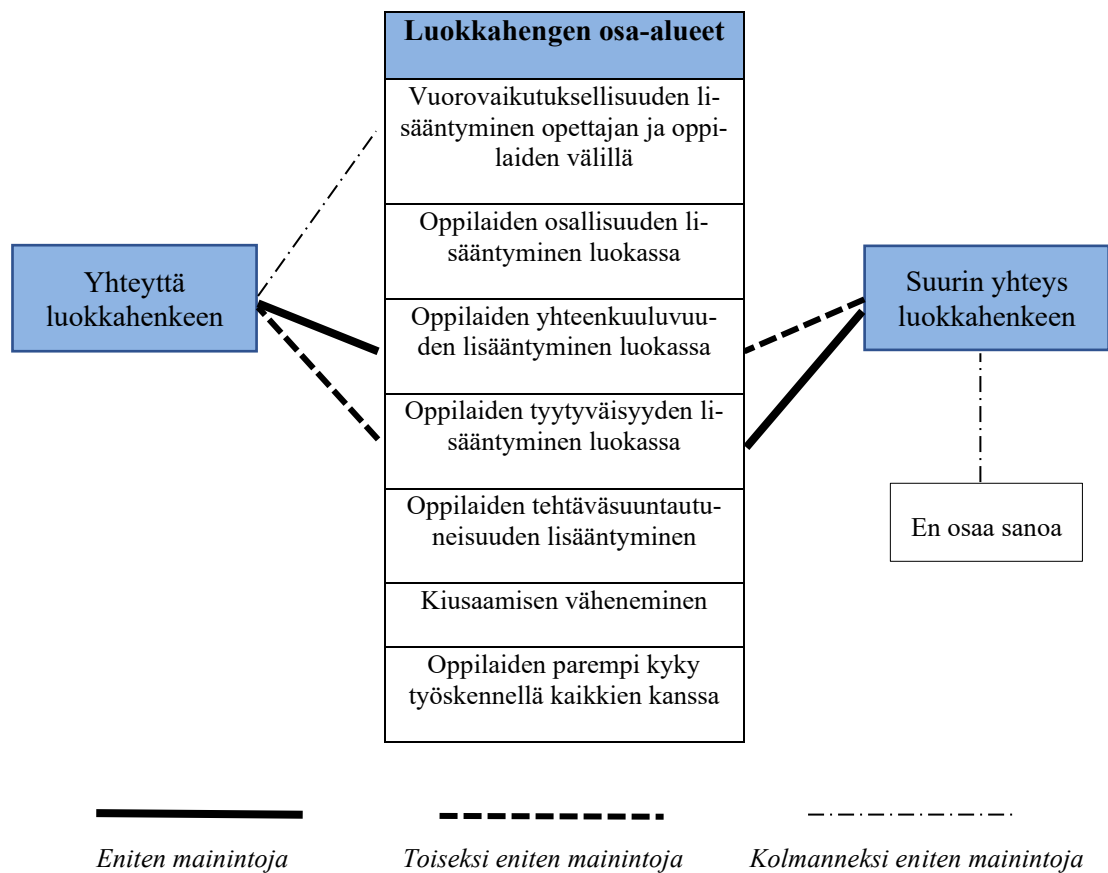 Luokkahengen osa-alueet
Vuorovaikutuksellisuuden li-
sääntyminen opettajan ja oppi-
laiden välillä
Oppilaiden osallisuuden li-
sääntyminen luokassa
Yhteyttä
luokkahenkeen
Oppilaiden yhteenkuuluvuu-
den lisääntyminen luokassa
Suurin yhteys
luokkahenkeen
Oppilaiden tyytyväisyyden li-
sääntyminen luokassa
Oppilaiden tehtäväsuuntautu-
neisuuden lisääntyminen
En osaa sanoa
Kiusaamisen väheneminen
Oppilaiden parempi kyky
työskennellä kaikkien kanssa
Eniten mainintoja
Toiseksi eniten mainintoja
Kolmanneksi eniten mainintoja